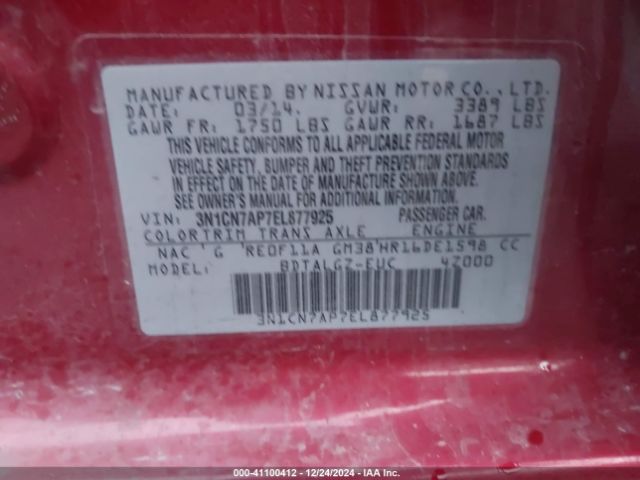 MANUFACTURED BY NISSAN MOTOR CO., LTD.
DATE: 03/14. GVWR: 3389 LBS
GAWR FR: 1750 LBS GAWR RR: 1687 LBS
THIS VEHICLE CONFORMS TO ALL APPLICABLE FEDERAL MOTOR
VEHICLE SAFETY, BUMPER AND THEFT PREVENTION STANDARDS
IN EFFECT ON THE DATE OF MANUFACTURE SHOWN ABOVE.
SEE OWNER'S MANUAL FOR ADDITIONAL INFORMATION.
VIN: 3N1CN7AP7EL877925 PASSENGER CAR.
COLOR TRIM TRANS AXLE ENGINE
NAC G RE0F11A GM38 HR16DE1598 CC
MODEL: BDTALGZ-EUC 4Z000
3N1CN7AP7EL877925
000-41100412 - 12/24/2024 - IAA Inc.